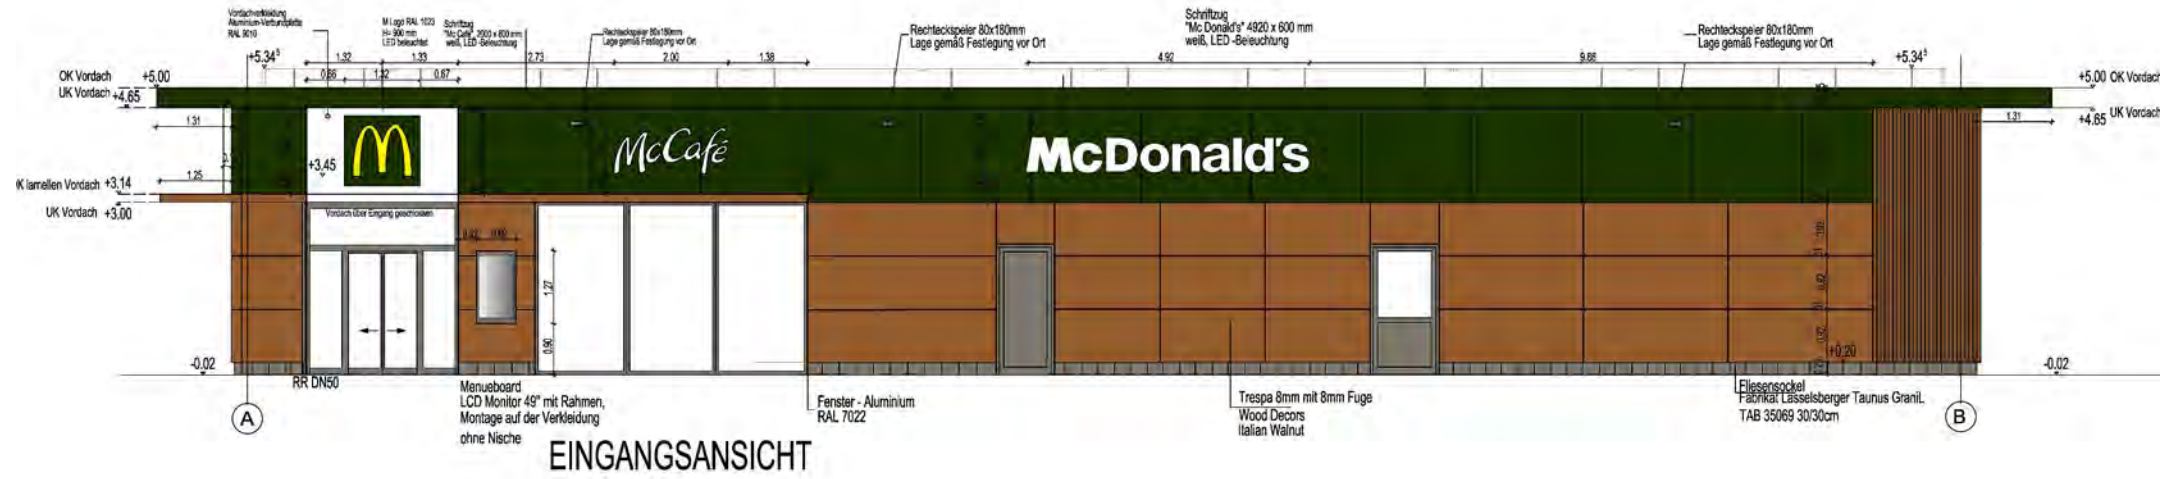 Vordachverkleidung
Aluminium-Verbundplatte
RAL 9010
M Logo RAL 1023
H= 900 mm
LED beleuchtet
Schriftzug
"Mc Cafe" 2000 x 600 mm
weiß, LED -Beleuchtung
Rechteckspeier 80x180mm
Lage gemäß Festlegung vor Ort
Rechteckspeier 80x180mm
Lage gemäß Festlegung vor Ort
Schriftzug
"Mc Donald's" 4920 x 600 mm
weiß, LED -Beleuchtung
Rechteckspeier 80x180mm
Lage gemäß Festlegung vor Ort
+5.34⁵
1.32
1.33
2.73
2.00
1.38
4.92
9.86
+5.34⁵
0.66
1.32
0.67
OK Vordach +5.00
UK Vordach +4.65
+5.00 OK Vordach
+4.65 UK Vordach
1.31
1.31
+3,45
M
McCafé
McDonald's
1.25
lamellen Vordach +3.14
UK Vordach +3.00
Vordach über Eingang geschlossen
1.27
0.90
+0,20
-0.02
-0.02
RR DN50
A
Menueboard
LCD Monitor 49" mit Rahmen,
Montage auf der Verkleidung
ohne Nische
Fenster - Aluminium
RAL 7022
Trespa 8mm mit 8mm Fuge
Wood Decors
Italian Walnut
Fliesensockel
Fabrikat Lasselsberger Taunus Granit.
TAB 35069 30/30cm
B
EINGANGSANSICHT